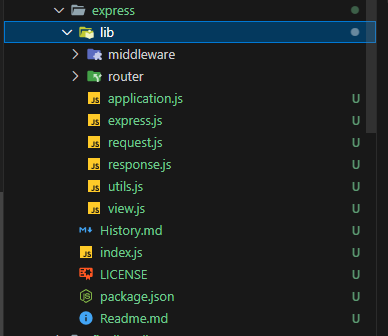 express
lib
middleware
router
JS application.js U
JS express.js U
JS request.js U
JS response.js U
JS utils.js U
JS view.js U
History.md U
JS index.js U
LICENSE U
package.json U
Readme.md U